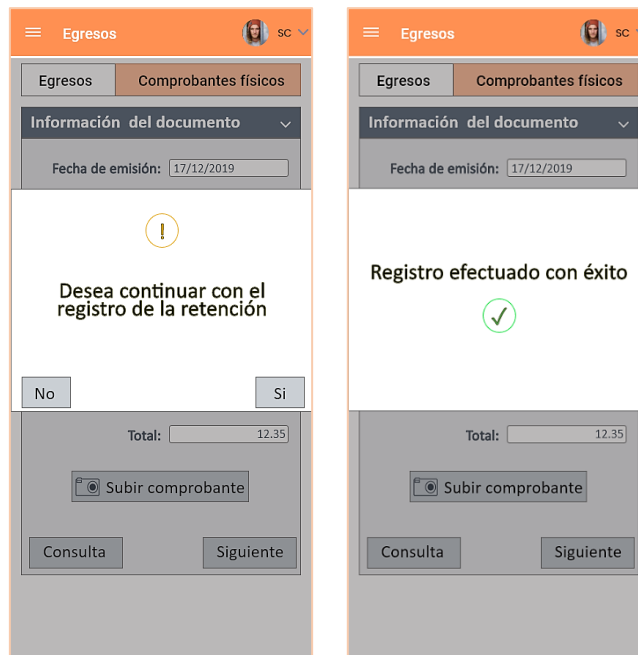 Egresos
SC
Egresos
Comprobantes físicos
Información del documento
Fecha de emisión:
17/12/2019
!
Desea continuar con el
registro de la retención
No
Si
Total:
12.35
Subir comprobante
Consulta
Siguiente
Egresos
SC
Egresos
Comprobantes físicos
Información del documento
Fecha de emisión:
17/12/2019
Registro efectuado con éxito
Total:
12.35
Subir comprobante
Consulta
Siguiente